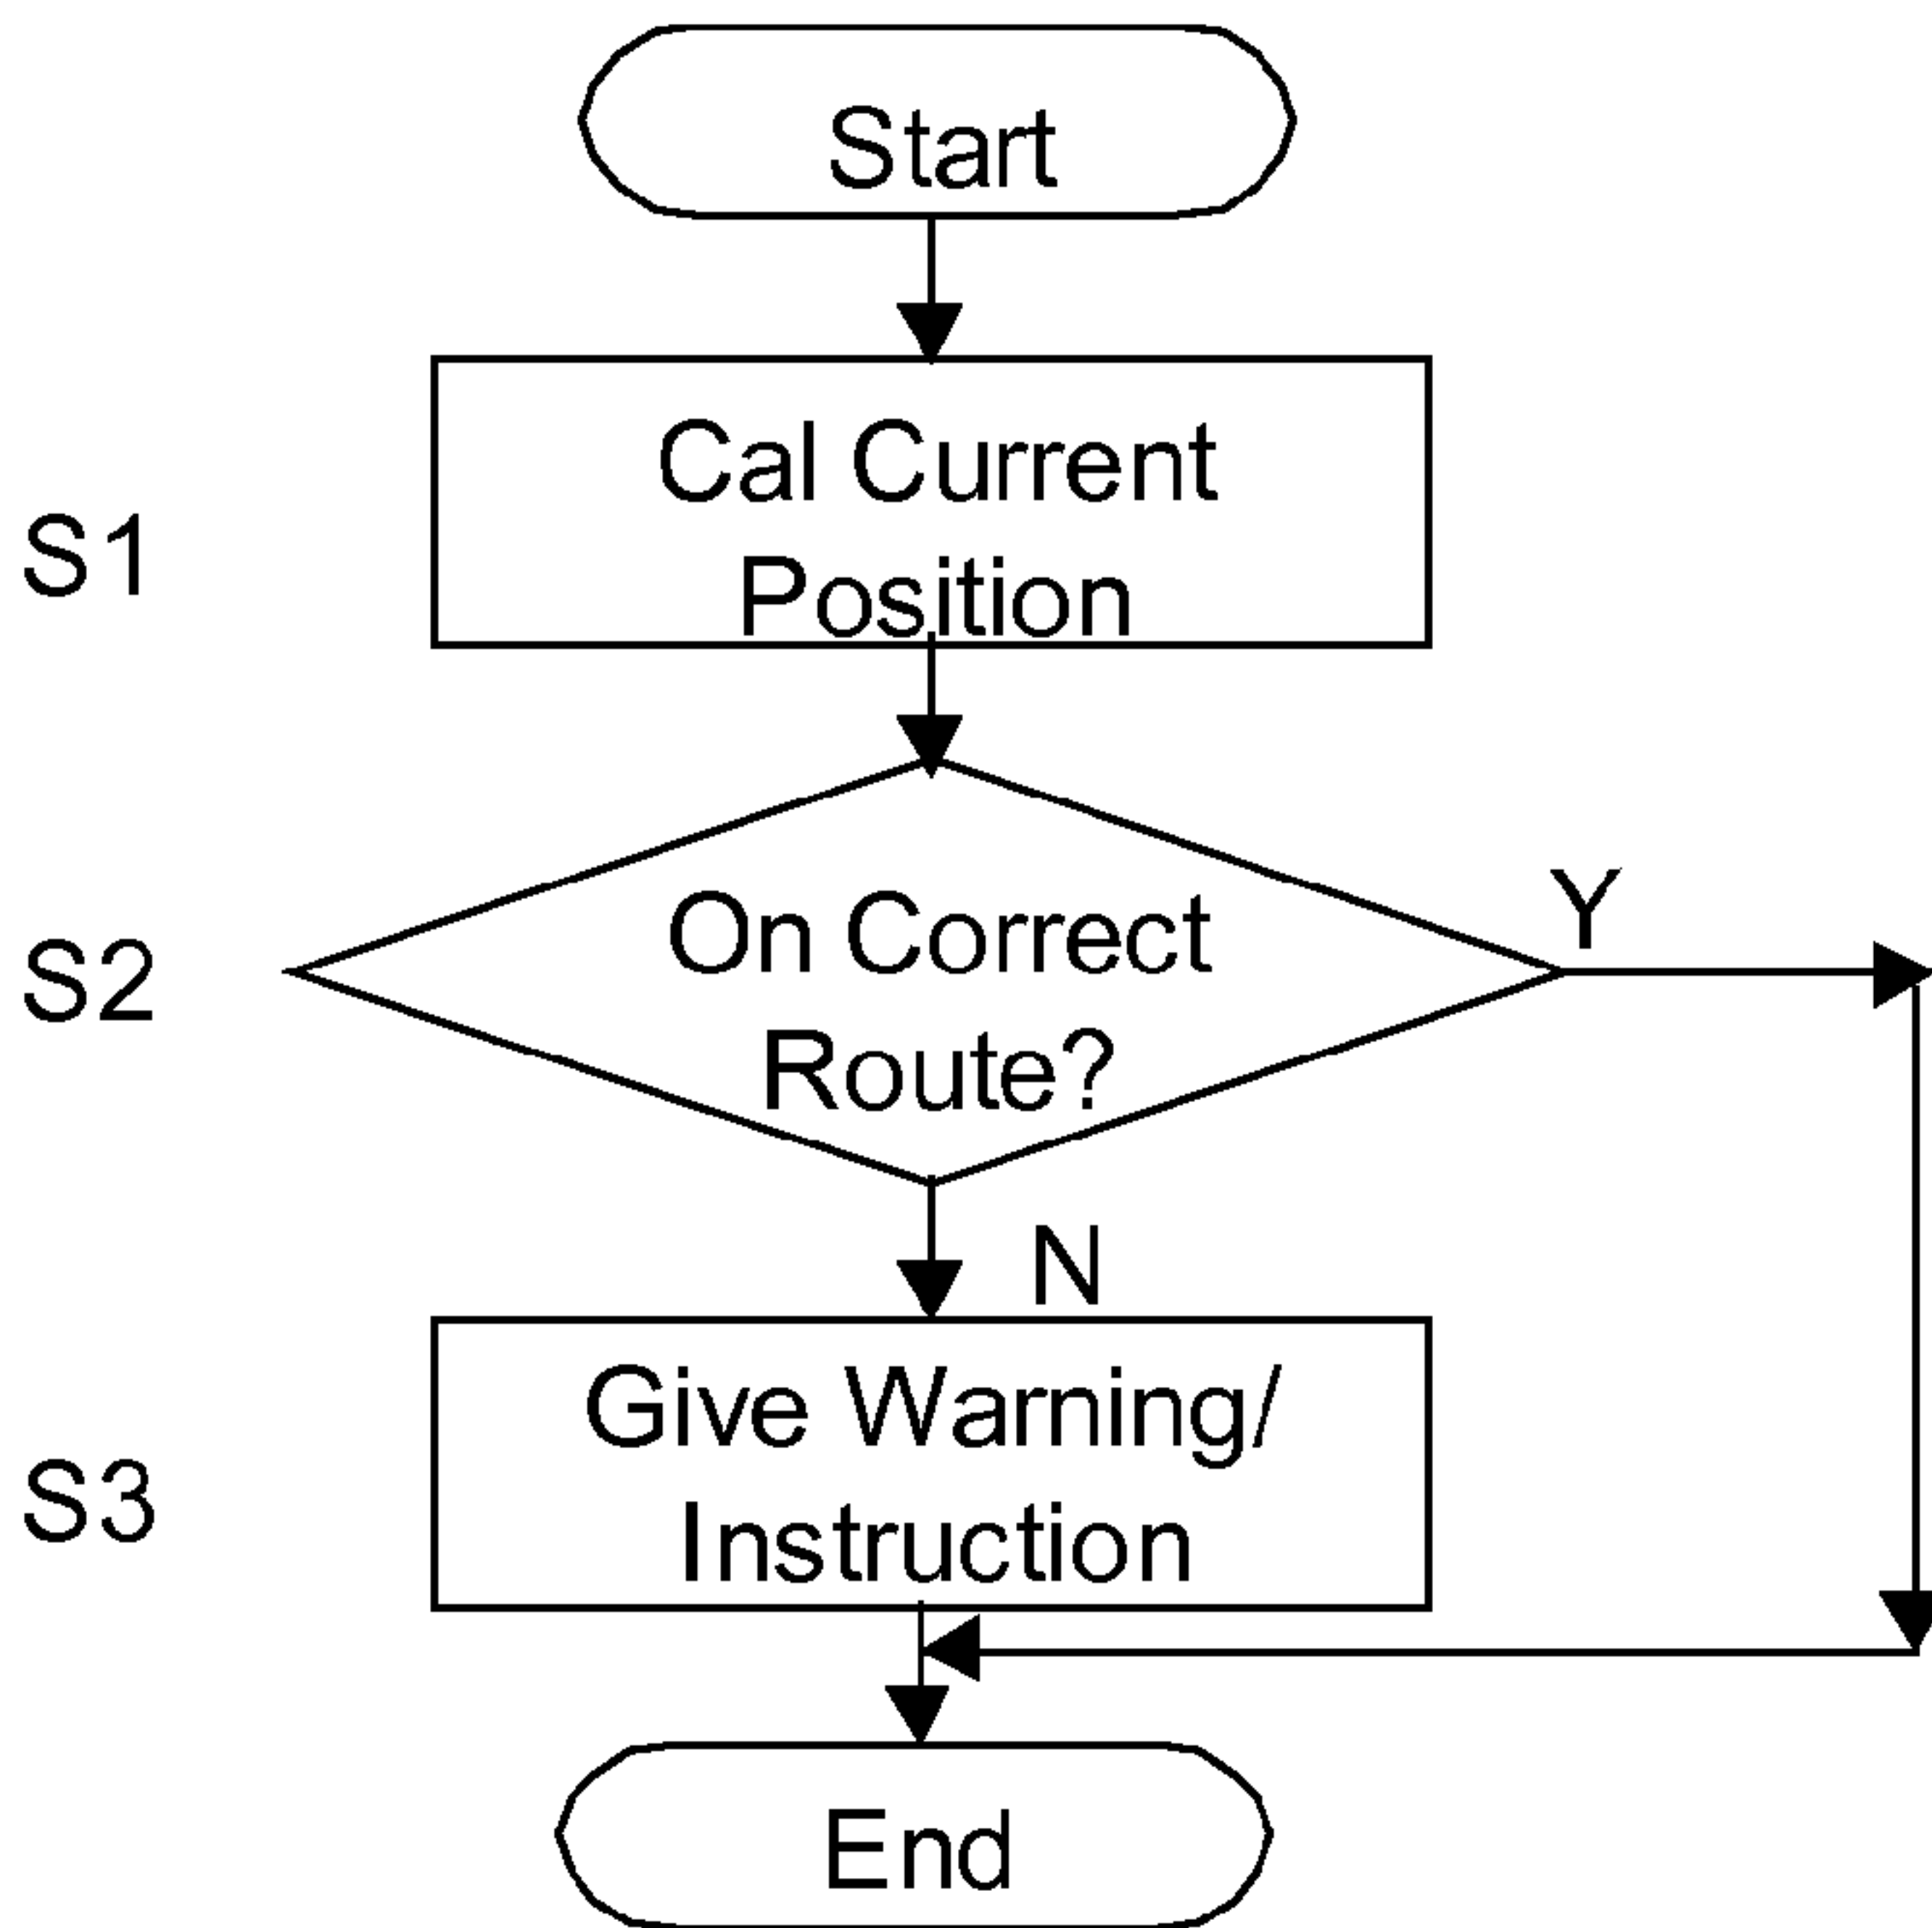 Start
Cal Current
S1
Position
On Correct
Y
S2
Route?
N
Give Warning/
S3
Instruction
End